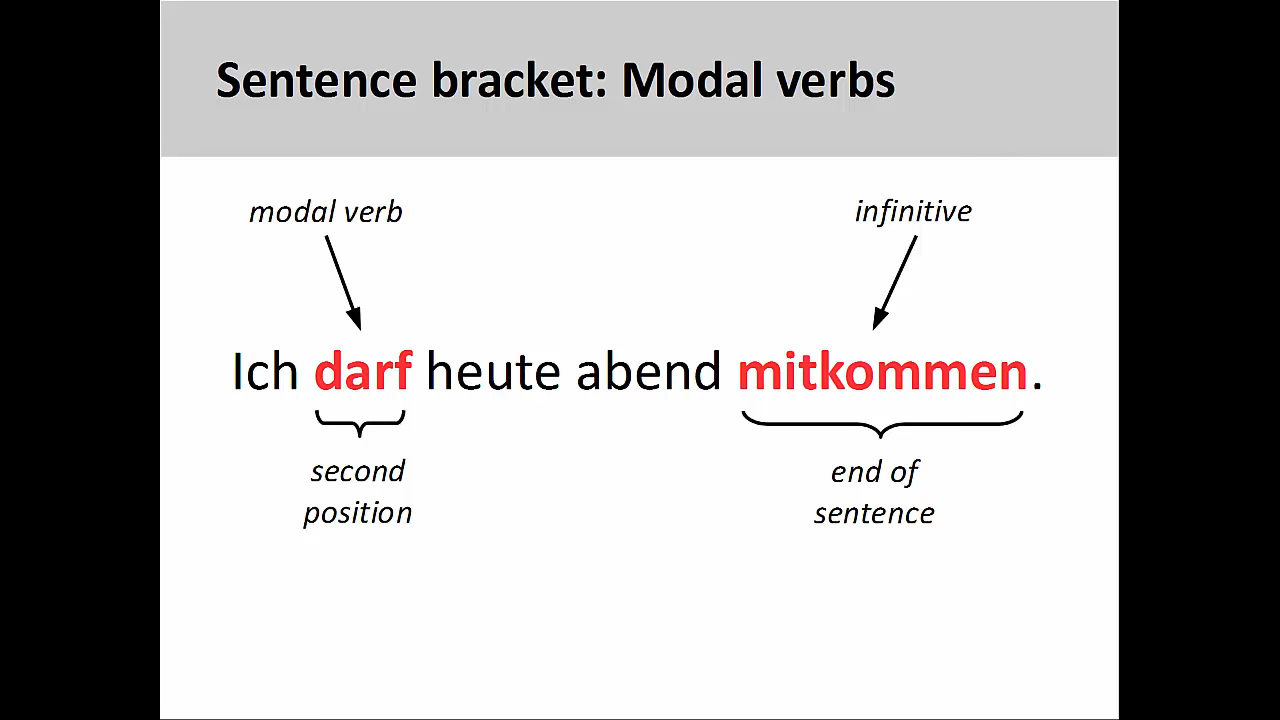 Sentence bracket: Modal verbs
modal verb
infinitive
Ich darf heute abend mitkommen.
second
position
end of
sentence